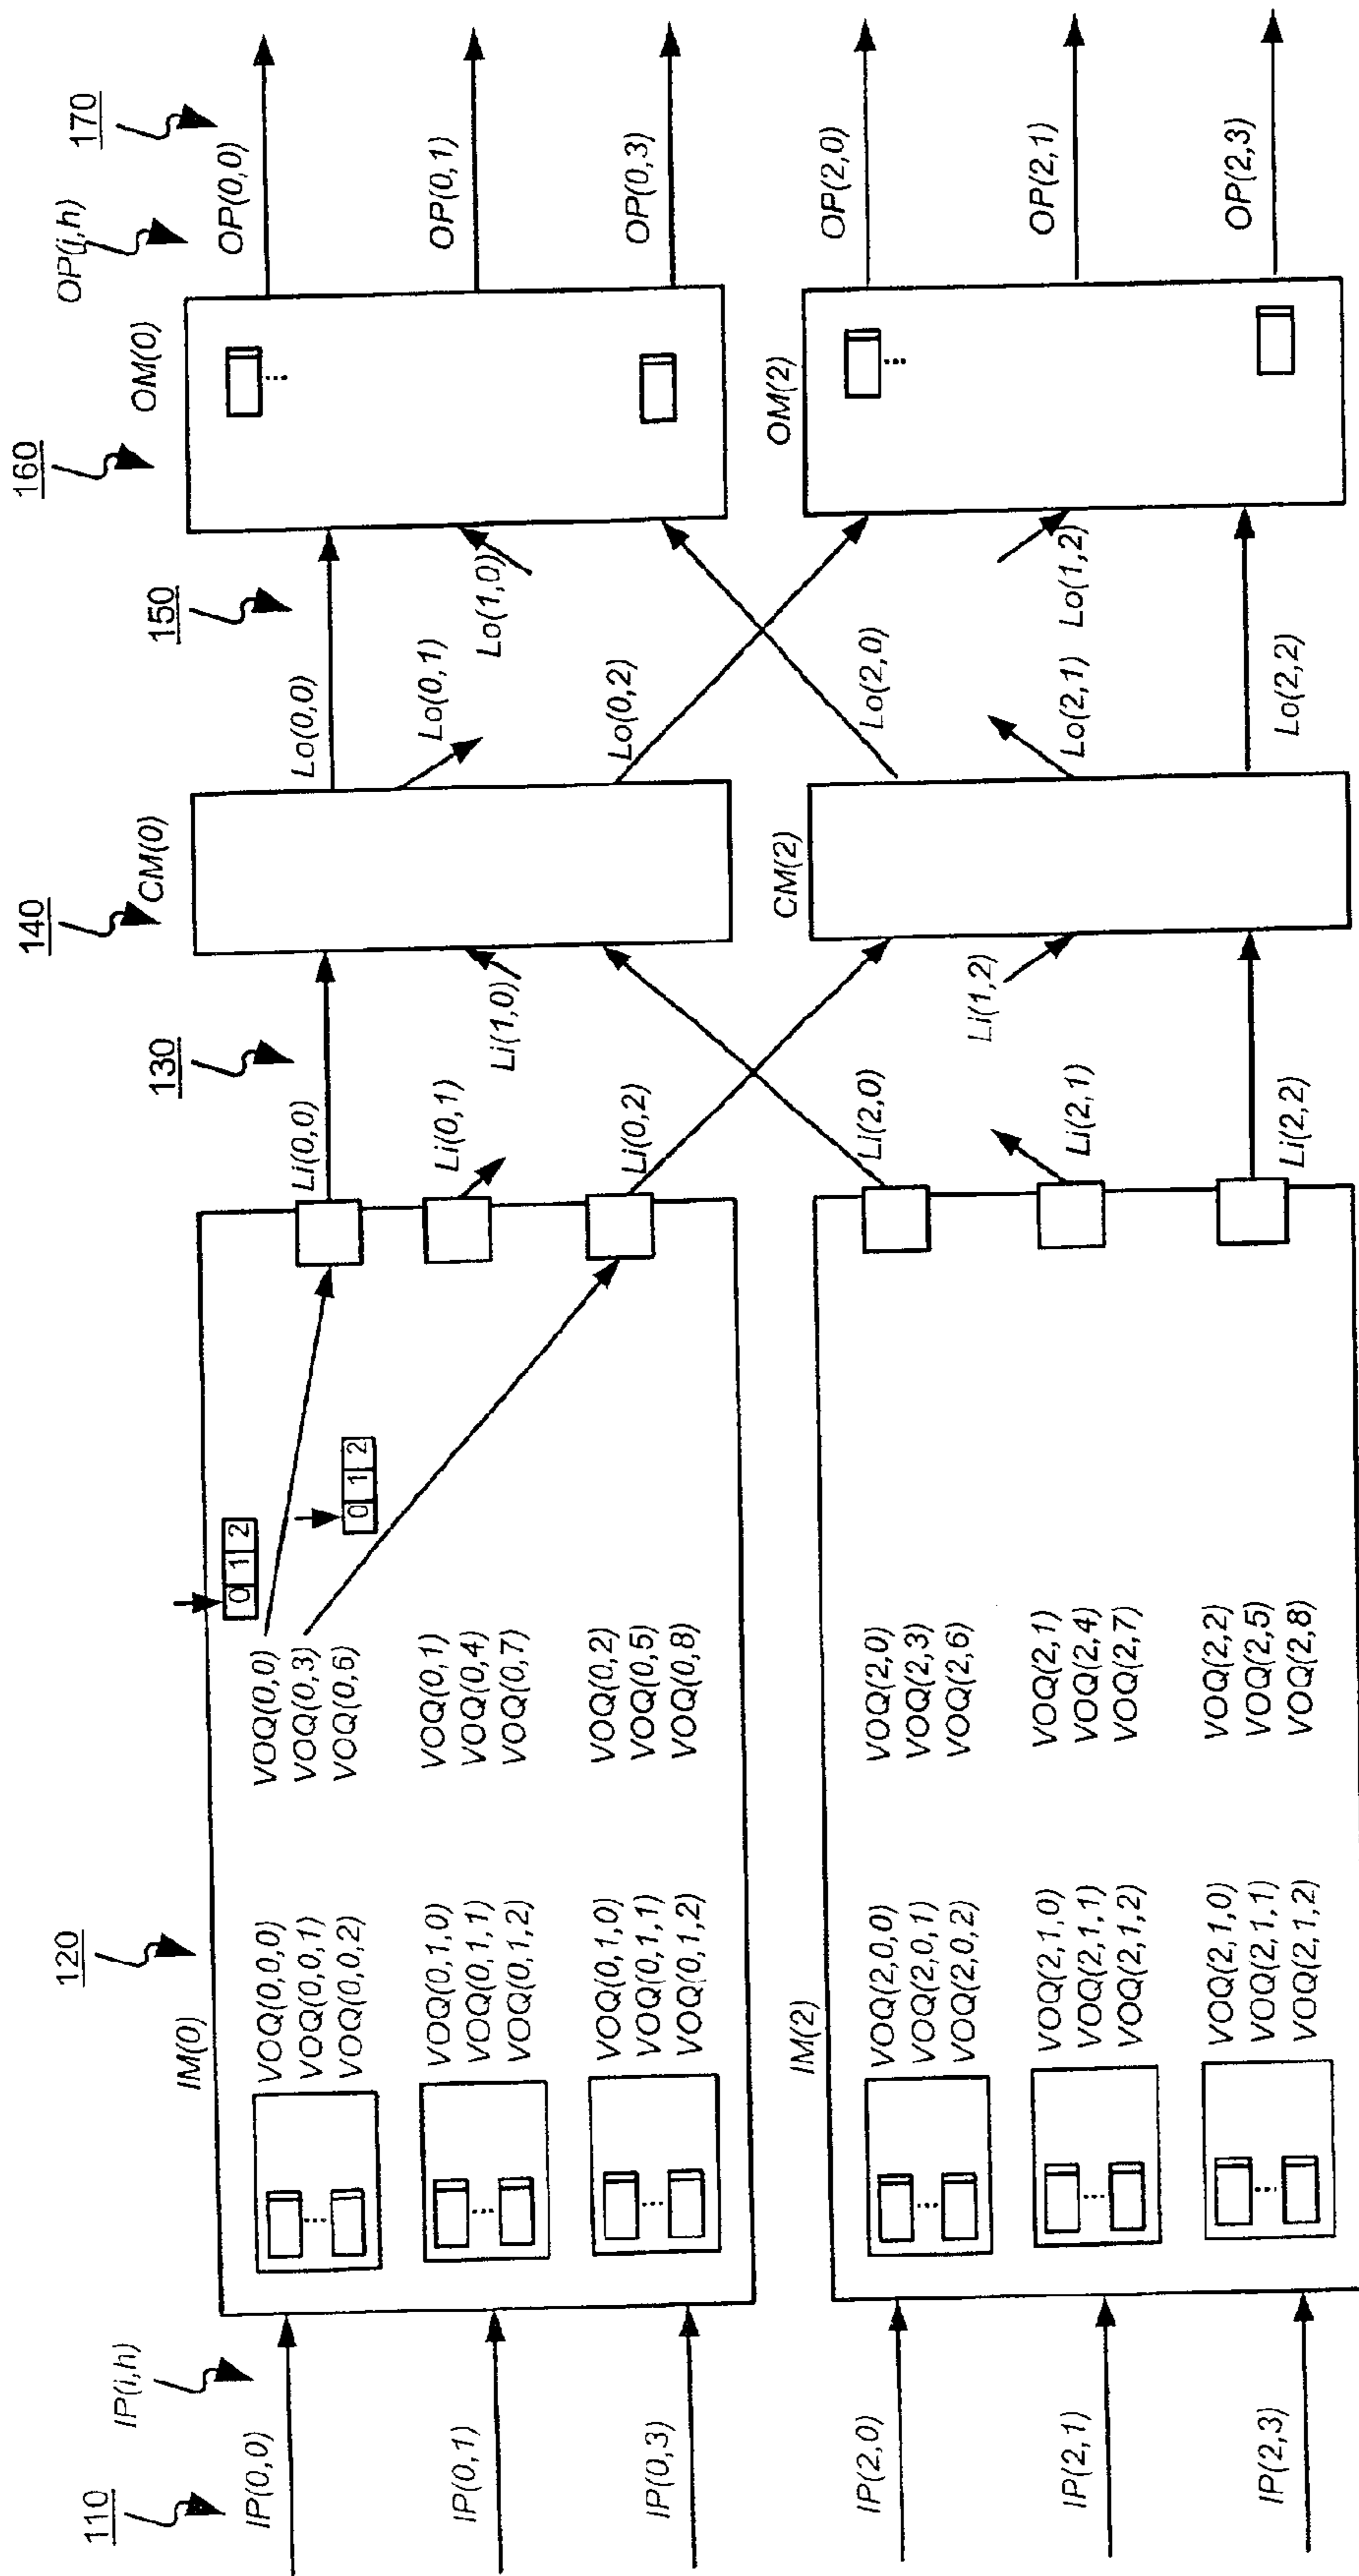 110
IP(i,h)
IP(0,0)
IP(0,1)
IP(0,3)
IP(2,0)
IP(2,1)
IP(2,3)
120
IM(0)
VOQ(0,0,0)
VOQ(0,0,1)
VOQ(0,0,2)
VOQ(0,1,0)
VOQ(0,1,1)
VOQ(0,1,2)
VOQ(0,1,0)
VOQ(0,1,1)
VOQ(0,1,2)
VOQ(0,0)
VOQ(0,3)
VOQ(0,6)
VOQ(0,1)
VOQ(0,4)
VOQ(0,7)
VOQ(0,2)
VOQ(0,5)
VOQ(0,8)
0 1 2
0 1 2
IM(2)
VOQ(2,0,0)
VOQ(2,0,1)
VOQ(2,0,2)
VOQ(2,1,0)
VOQ(2,1,1)
VOQ(2,1,2)
VOQ(2,1,0)
VOQ(2,1,1)
VOQ(2,1,2)
VOQ(2,0)
VOQ(2,3)
VOQ(2,6)
VOQ(2,1)
VOQ(2,4)
VOQ(2,7)
VOQ(2,2)
VOQ(2,5)
VOQ(2,8)
130
Li(0,0)
Li(0,1)
Li(0,2)
Li(2,0)
Li(2,1)
Li(2,2)
Li(1,0)
Li(1,2)
140
CM(0)
CM(2)
150
Lo(0,0)
Lo(0,1)
Lo(0,2)
Lo(2,0)
Lo(2,1)
Lo(2,2)
Lo(1,0)
Lo(1,2)
160
OM(0)
OM(2)
170
OP(j,h)
OP(0,0)
OP(0,1)
OP(0,3)
OP(2,0)
OP(2,1)
OP(2,3)